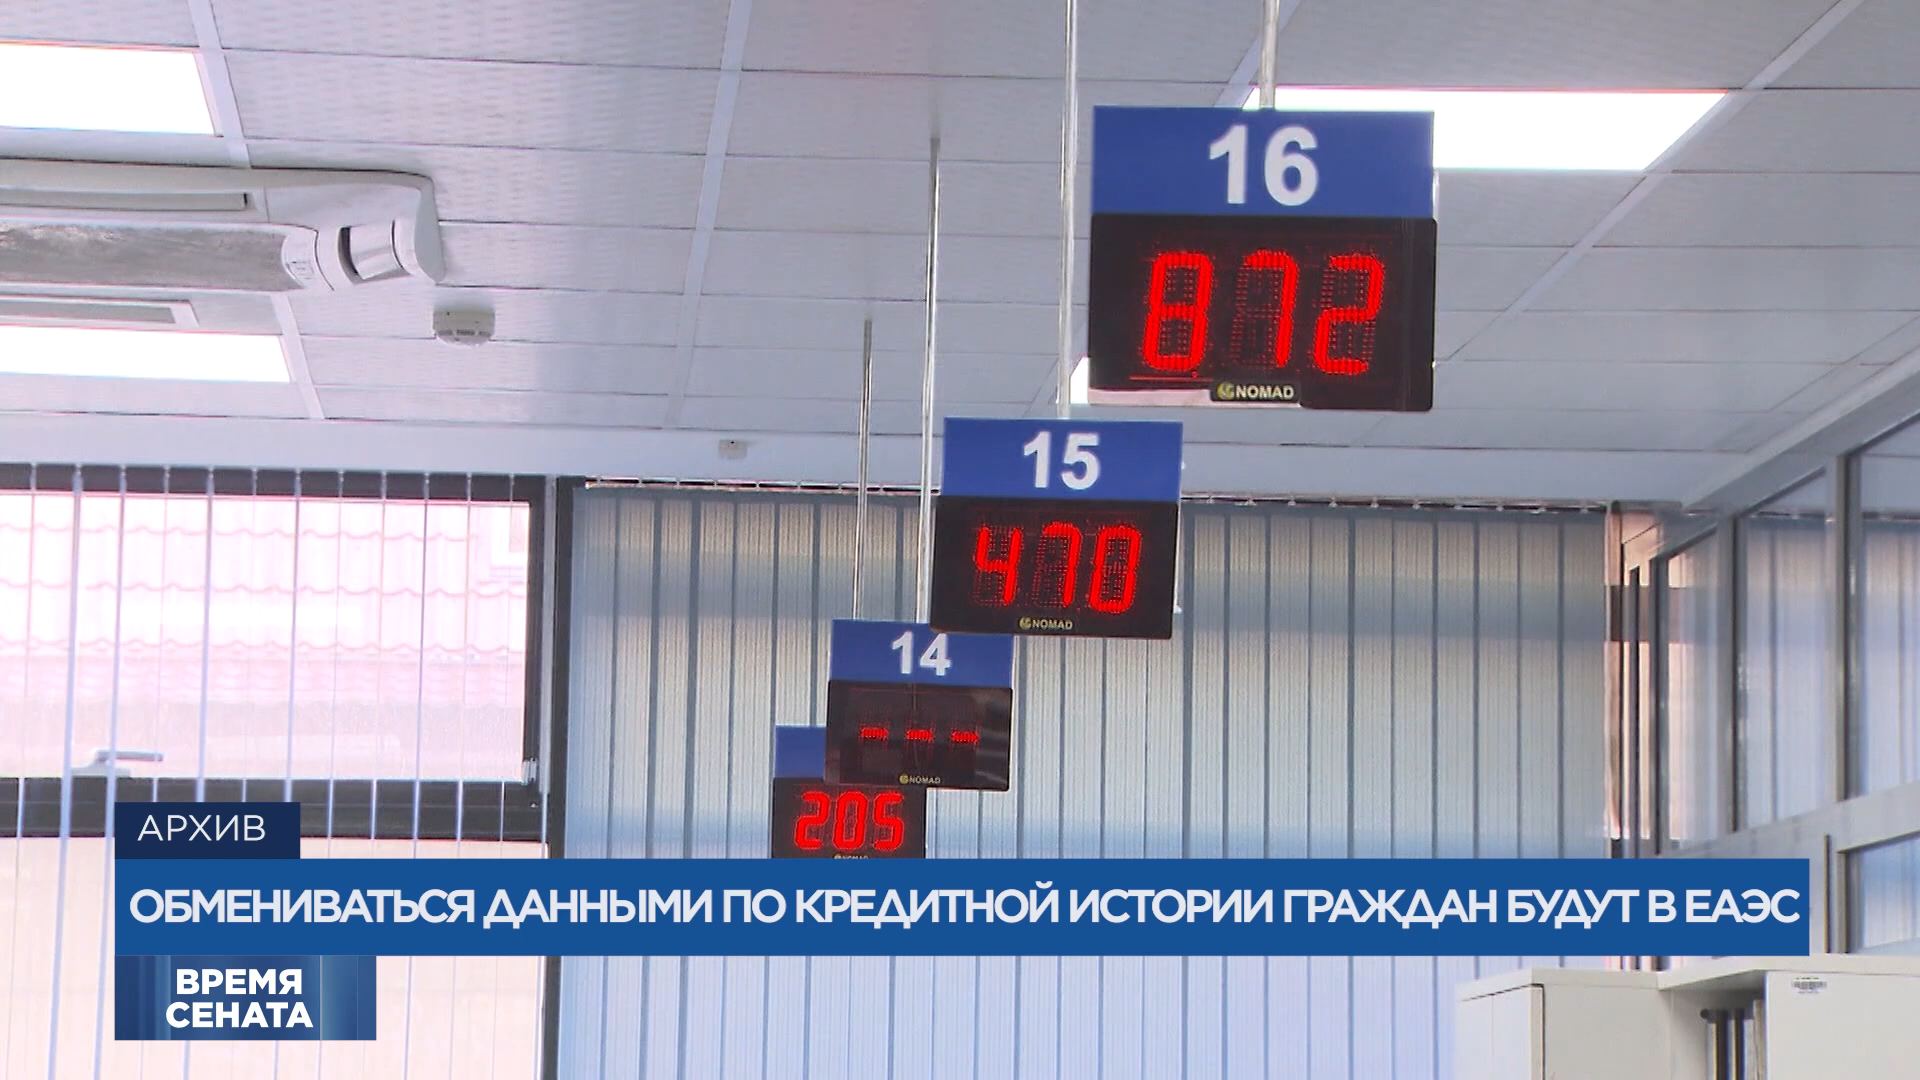 16
872
NOMAD
15
470
NOMAD
14
---
NOMAD
205
АРХИВ
ОБМЕНИВАТЬСЯ ДАННЫМИ ПО КРЕДИТНОЙ ИСТОРИИ ГРАЖДАН БУДУТ В ЕАЭС
ВРЕМЯ
СЕНАТА